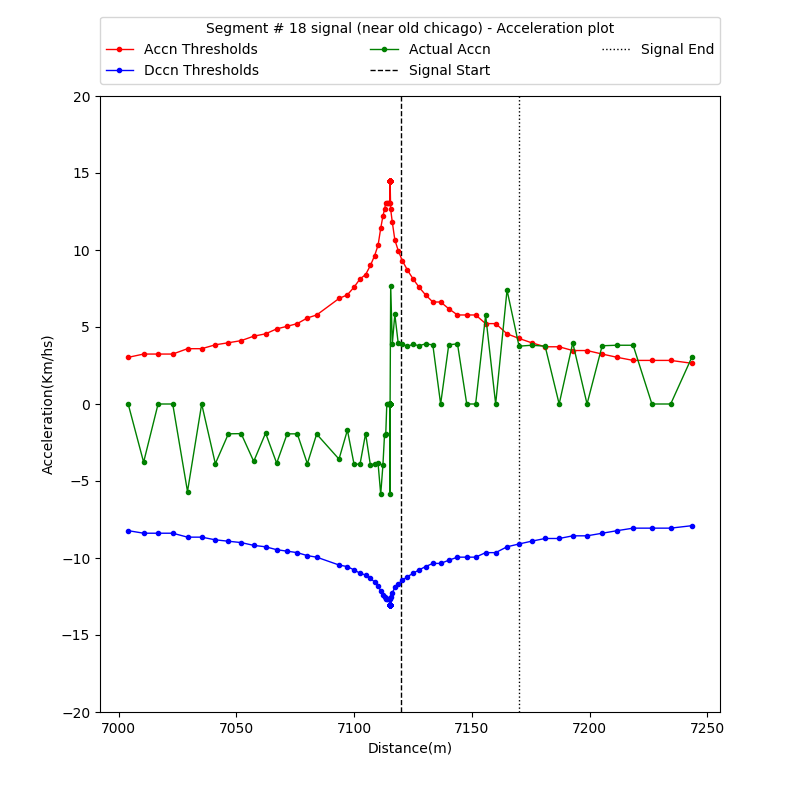 Segment # 18 signal (near old chicago) - Acceleration plot
Accn Thresholds Actual Accn Signal End
Dccn Thresholds Signal Start
20
15
10
5
0
−5
−10
−15
−20
Acceleration(Km/hs)
7000 7050 7100 7150 7200 7250
Distance(m)